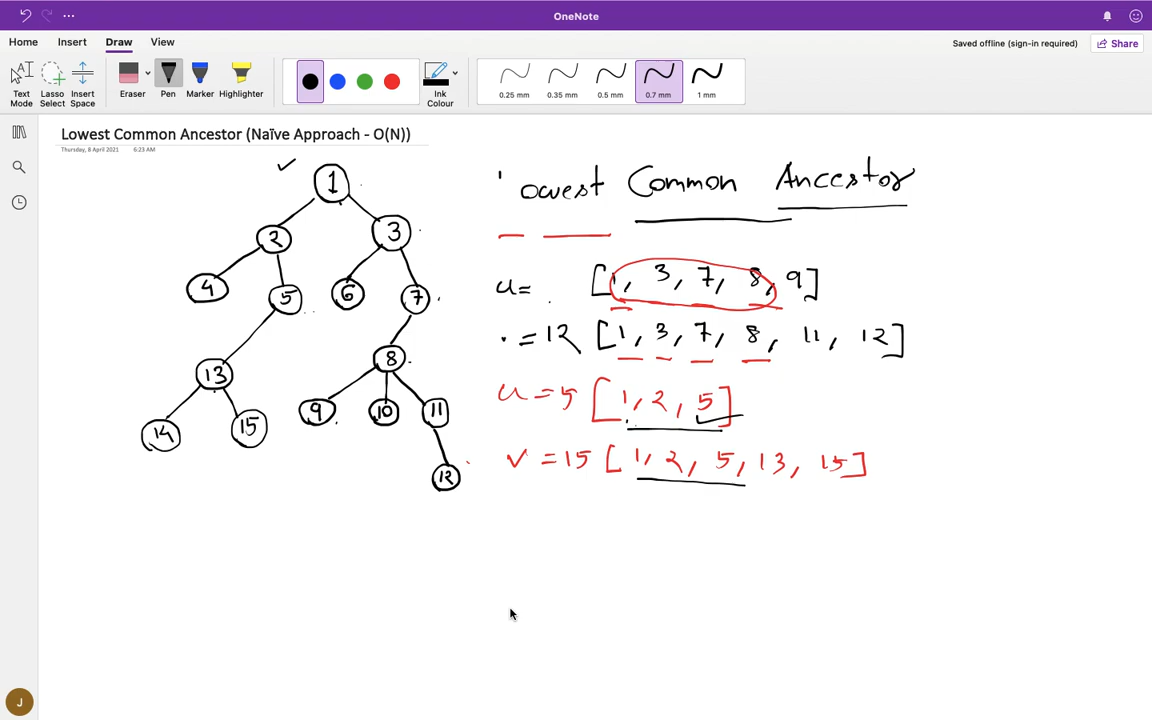 OneNote
Home Insert Draw View
Saved offline (sign-in required) Share
Text Mode
Lasso Select
Insert Space
Eraser
Pen
Marker
Highlighter
Ink Colour
0.25 mm 0.35 mm 0.5 mm 0.7 mm 1 mm
Lowest Common Ancestor (Naïve Approach - O(N))
Thursday, 8 April 2021 6:23 AM
owest Common Ancestor
1
2 3
4 5 6 7
13 8
14 15 9 10 11
12
u= [1, 3, 7, 8, 9]
=12 [1, 3, 7, 8, 11, 12]
u=5 [1, 2, 5]
v=15 [1, 2, 5, 13, 15]
J